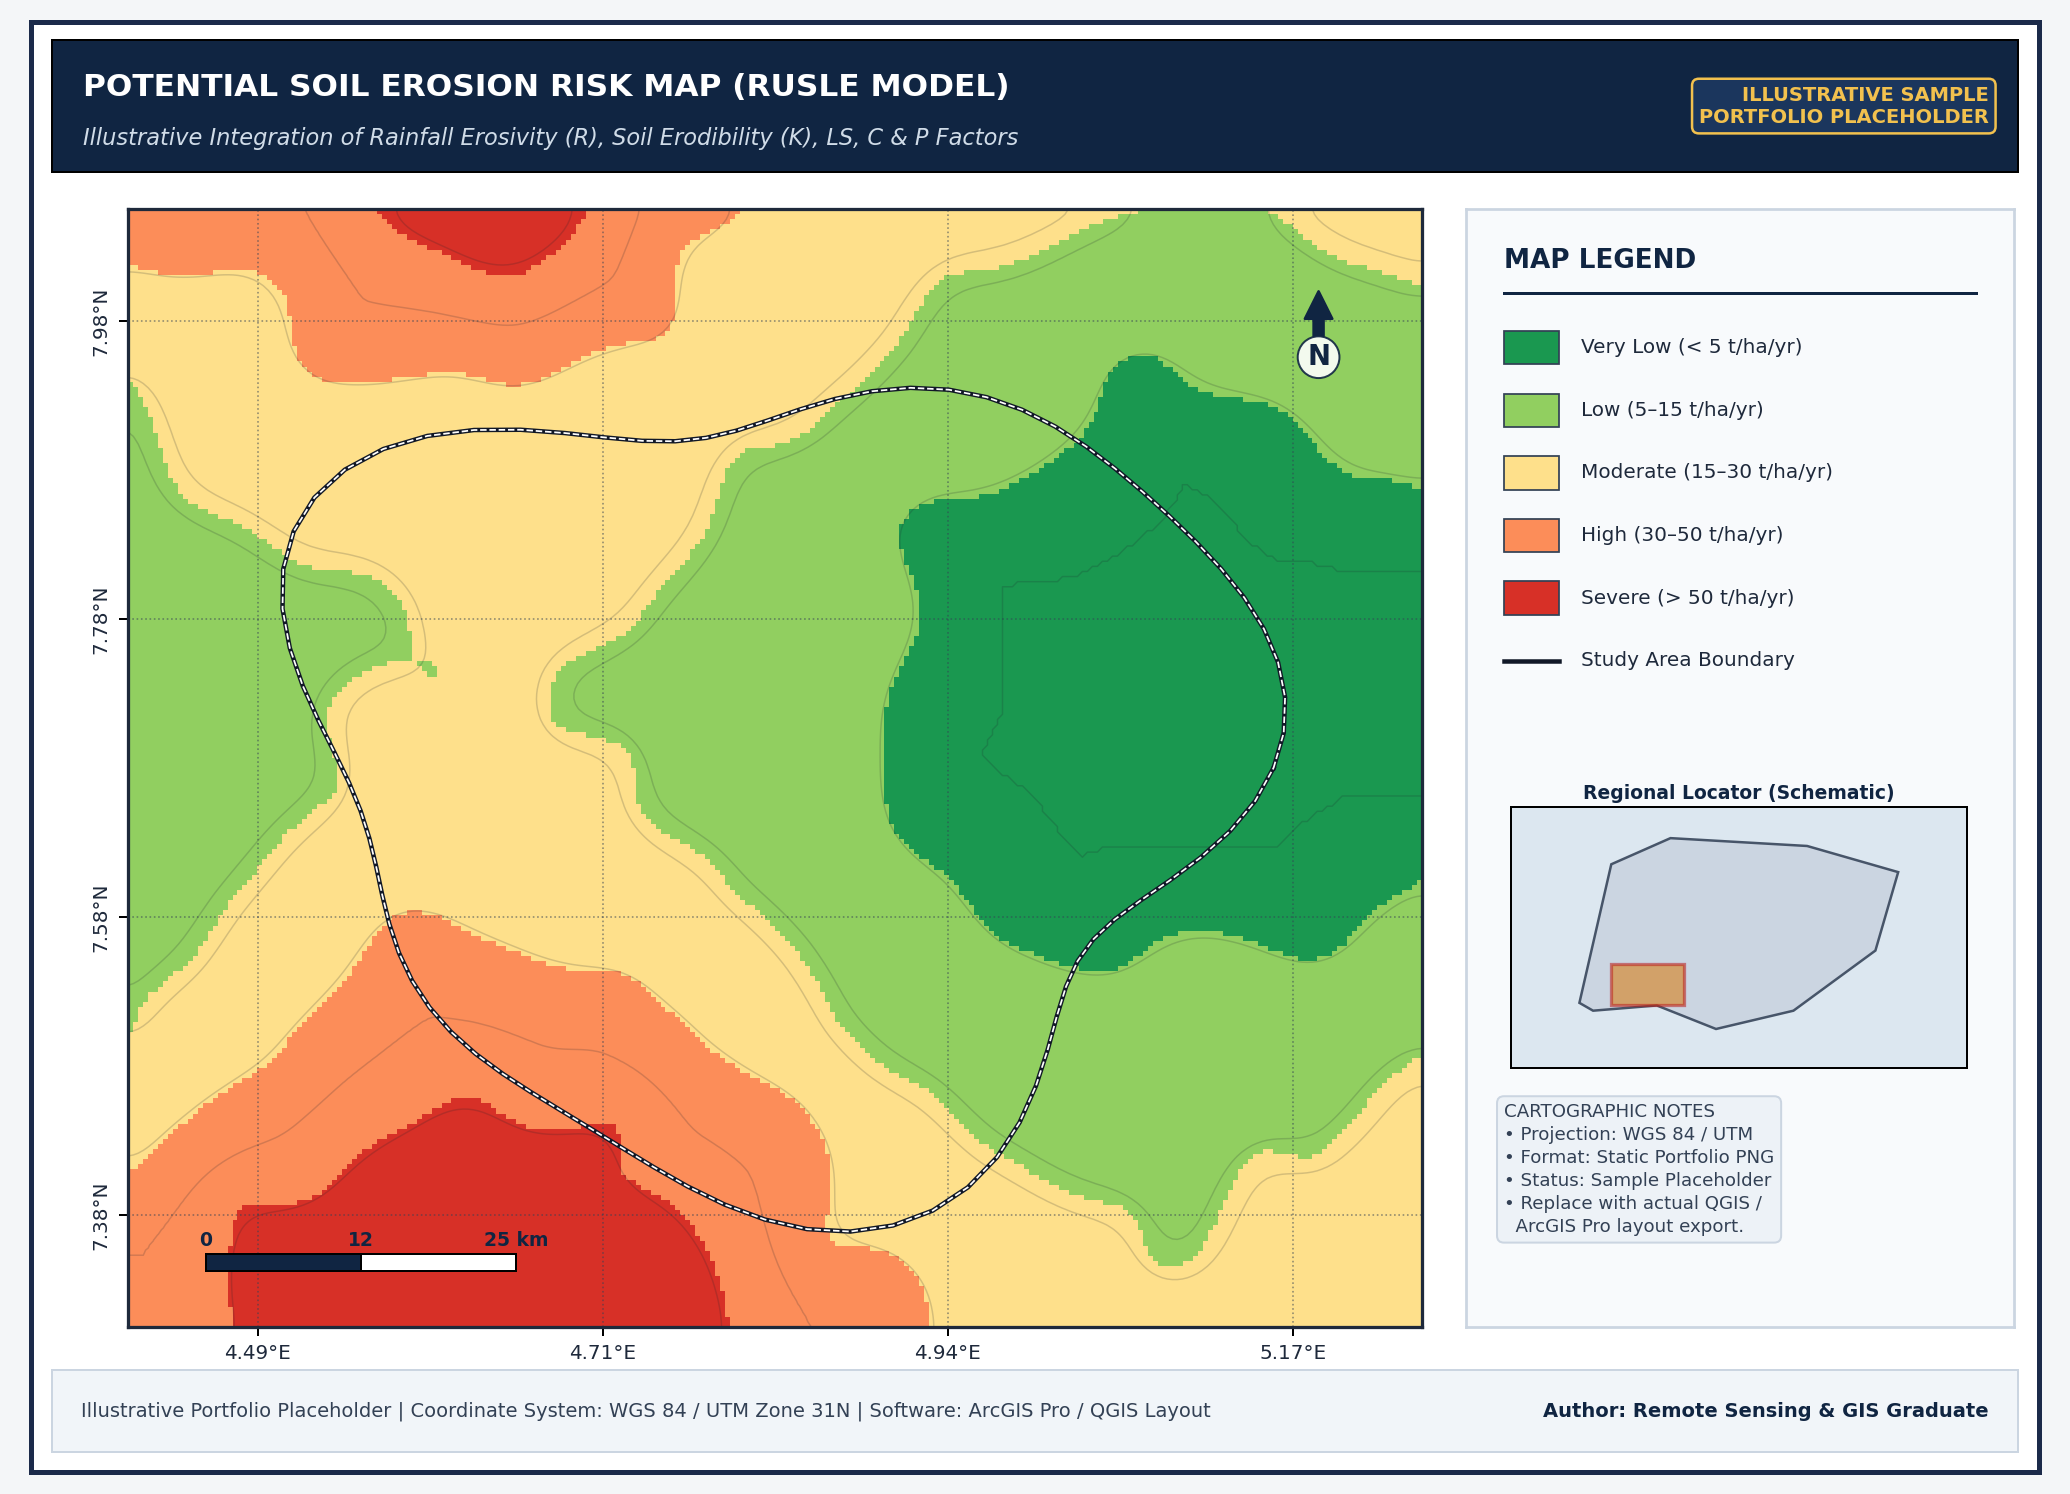 POTENTIAL SOIL EROSION RISK MAP (RUSLE MODEL)
Illustrative Integration of Rainfall Erosivity (R), Soil Erodibility (K), LS, C & P Factors
ILLUSTRATIVE SAMPLE
PORTFOLIO PLACEHOLDER
7.98°N
7.78°N
7.58°N
7.38°N
N
0 12 25 km
4.49°E 4.71°E 4.94°E 5.17°E
MAP LEGEND
Very Low (< 5 t/ha/yr)
Low (5–15 t/ha/yr)
Moderate (15–30 t/ha/yr)
High (30–50 t/ha/yr)
Severe (> 50 t/ha/yr)
Study Area Boundary
Regional Locator (Schematic)
CARTOGRAPHIC NOTES
• Projection: WGS 84 / UTM
• Format: Static Portfolio PNG
• Status: Sample Placeholder
• Replace with actual QGIS /
ArcGIS Pro layout export.
Illustrative Portfolio Placeholder | Coordinate System: WGS 84 / UTM Zone 31N | Software: ArcGIS Pro / QGIS Layout
Author: Remote Sensing & GIS Graduate